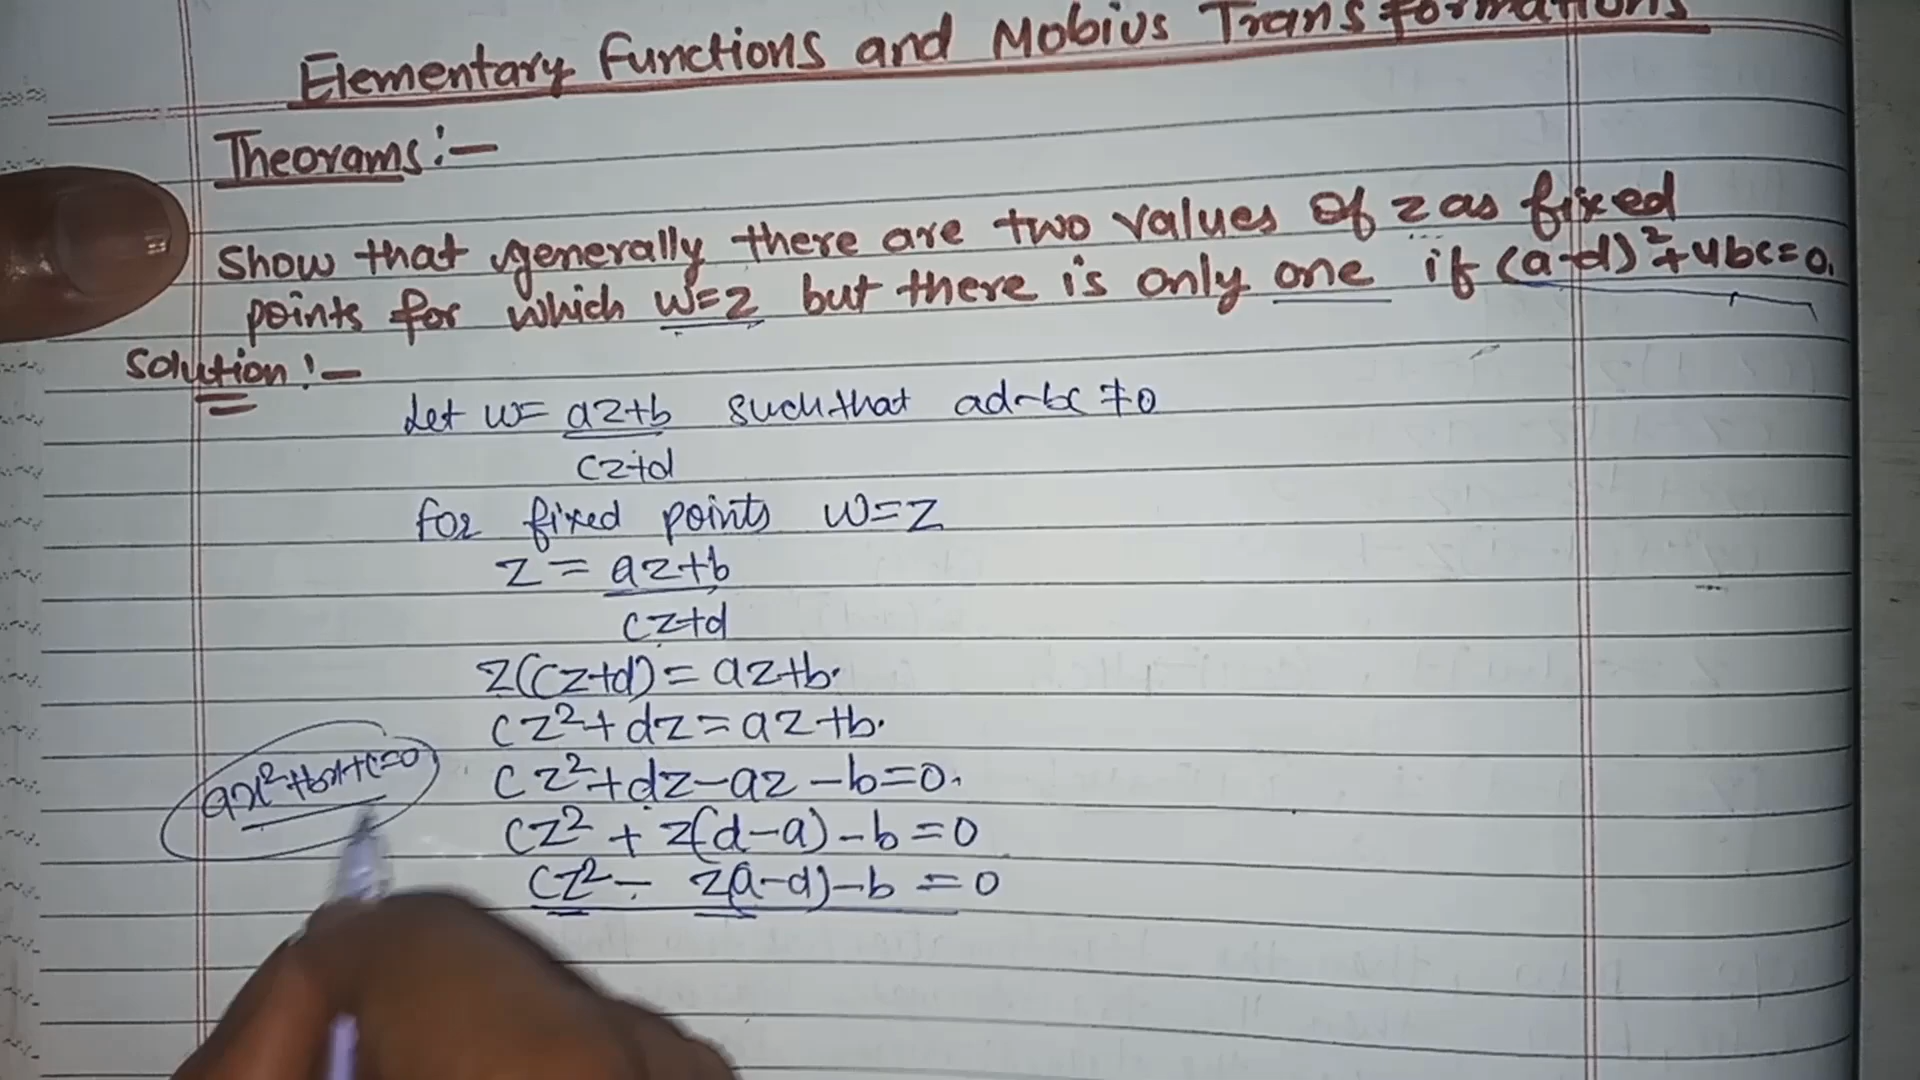 Elementary Functions and Mobius Transformations
Theorams:-
Show that generally there are two values of z as fixed
points for which w=z but there is only one if (a-d)²+4bc=0.
Solution:-
Let w= az+b such that ad-bc ≠0
cz+d
for fixed points w=z
z = az+b
cz+d
z(cz+d) = az+b.
cz²+dz=az+b.
cz²+dz-az-b=0.
ax²+bx+c=0
cz² + z(d-a)-b=0
cz² - z(a-d)-b = 0